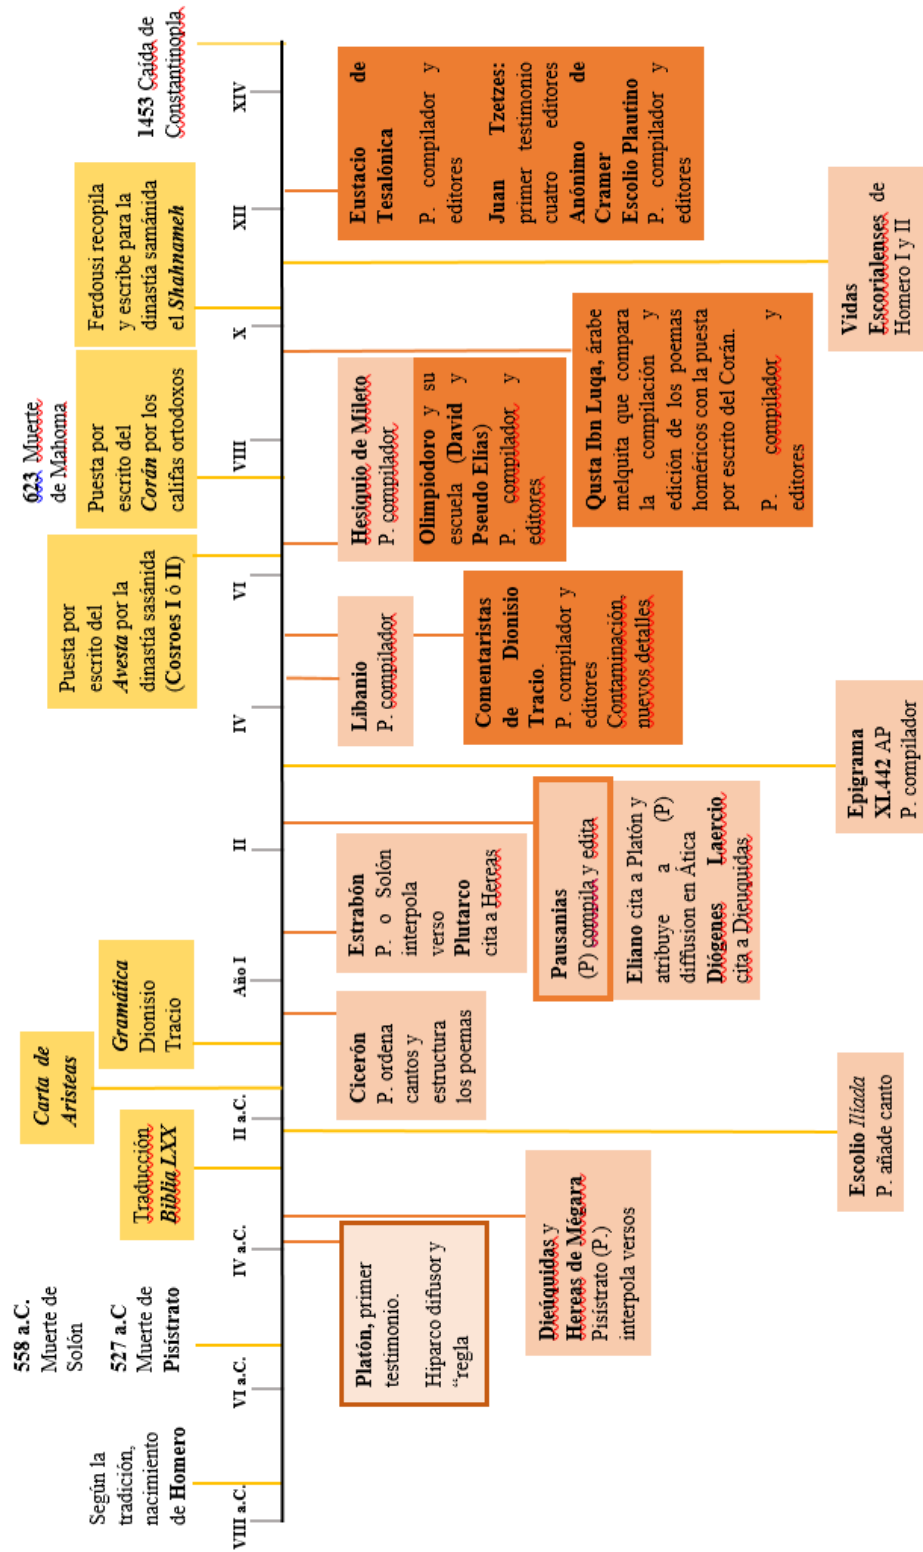 Según la
tradición,
nacimiento
de Homero
558 a.C.
Muerte de
Solón
527 a.C
Muerte de
Pisístrato
Traducción
Biblia LXX
Carta de
Aristeas
Gramática
Dionisio
Tracio
Puesta por
escrito del
Avesta por la
dinastía sasánida
(Cosroes I ó II)
623 Muerte
de Mahoma
Puesta por
escrito del
Corán por los
califas ortodoxos
Ferdousi recopila
y escribe para la
dinastía samánida
el Shahnameh
1453 Caída de
Constantinopla
VIII a.C.
VI a.C.
IV a.C.
II a.C.
Año I
II
IV
VI
VIII
X
XII
XIV
Platón, primer
testimonio.
Hiparco difusor y
“regla
Cicerón
P. ordena
cantos y
estructura
los poemas
Estrabón
P. o Solón
interpola
verso
Plutarco
cita a Hereas
Libanio
P. compilador
Hesiquio de Mileto
P. compilador
Olimpiodoro y su
escuela (David y
Pseudo Elías)
P. compilador y
editores
Eustacio de
Tesalónica
P. compilador y
editores
Juan Tzetzes:
primer testimonio
cuatro editores
Anónimo de
Cramer
Escolio Plautino
P. compilador y
editores
Dieúquidas y
Hereas de Mégara
Pisístrato (P.)
interpola versos
Pausanias
(P) compila y edita
Eliano cita a Platón y
atribuye a (P)
diffusion en Ática
Diógenes Laercio
cita a Dieuquidas
Comentaristas
de Dionisio
Tracio.
P. compilador y
editores
Contaminación,
nuevos detalles
Qusta Ibn Luqa, árabe
melquita que compara
la compilación y
edición de los poemas
homéricos con la puesta
por escrito del Corán.
P. compilador y
editores
Escolio Ilíada
P. añade canto
Epigrama
XI.442 AP
P. compilador
Vidas
Escorialenses de
Homero I y II